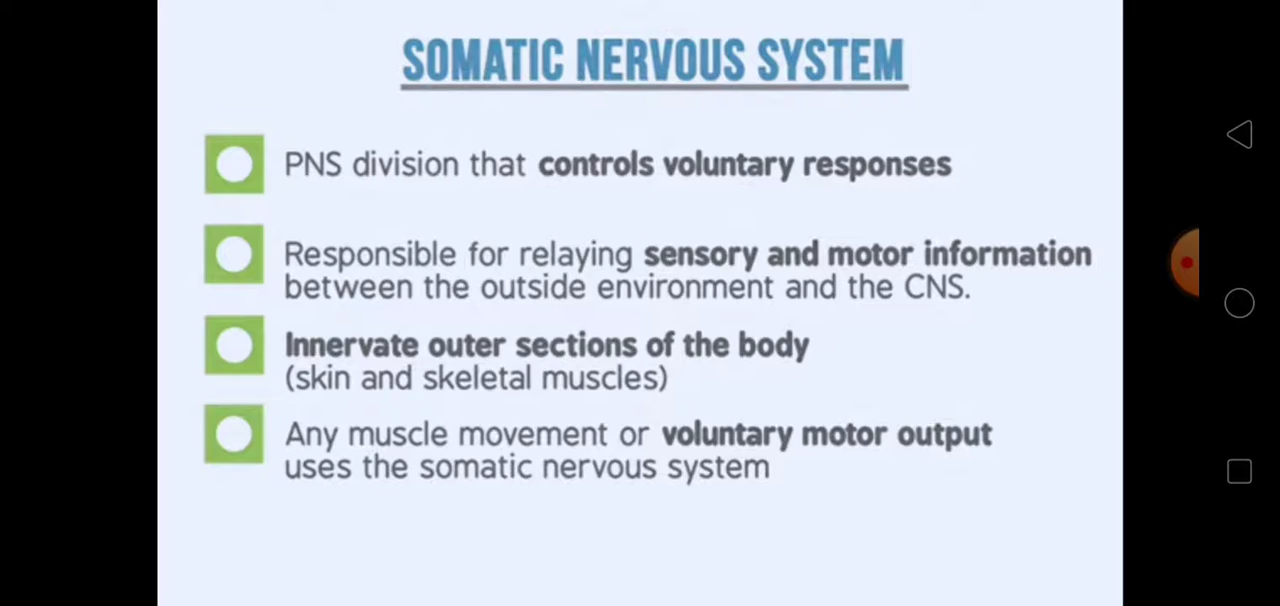 SOMATIC NERVOUS SYSTEM
PNS division that controls voluntary responses
Responsible for relaying sensory and motor information
between the outside environment and the CNS.
Innervate outer sections of the body
(skin and skeletal muscles)
Any muscle movement or voluntary motor output
uses the somatic nervous system